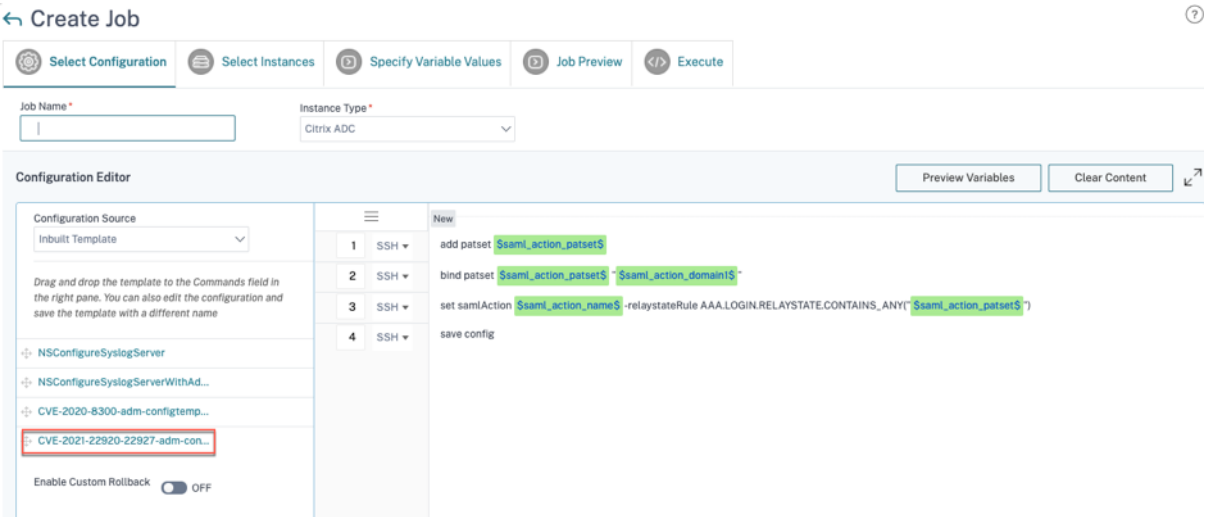 Create Job
?
Select Configuration
Select Instances
Specify Variable Values
Job Preview
Execute
Job Name*
Instance Type*
Citrix ADC
Configuration Editor
Preview Variables
Clear Content
Configuration Source
Inbuilt Template
Drag and drop the template to the Commands field in
the right pane. You can also edit the configuration and
save the template with a different name
NSConfigureSyslogServer
NSConfigureSyslogServerWithAd...
CVE-2020-8300-adm-configtemp...
CVE-2021-22920-22927-adm-con...
Enable Custom Rollback OFF
New
1 SSH add patset $saml_action_patset$
2 SSH bind patset $saml_action_patset$ "$saml_action_domain1$"
3 SSH set samlAction $saml_action_name$ -relaystateRule AAA.LOGIN.RELAYSTATE.CONTAINS_ANY("$saml_action_patset$")
4 SSH save config